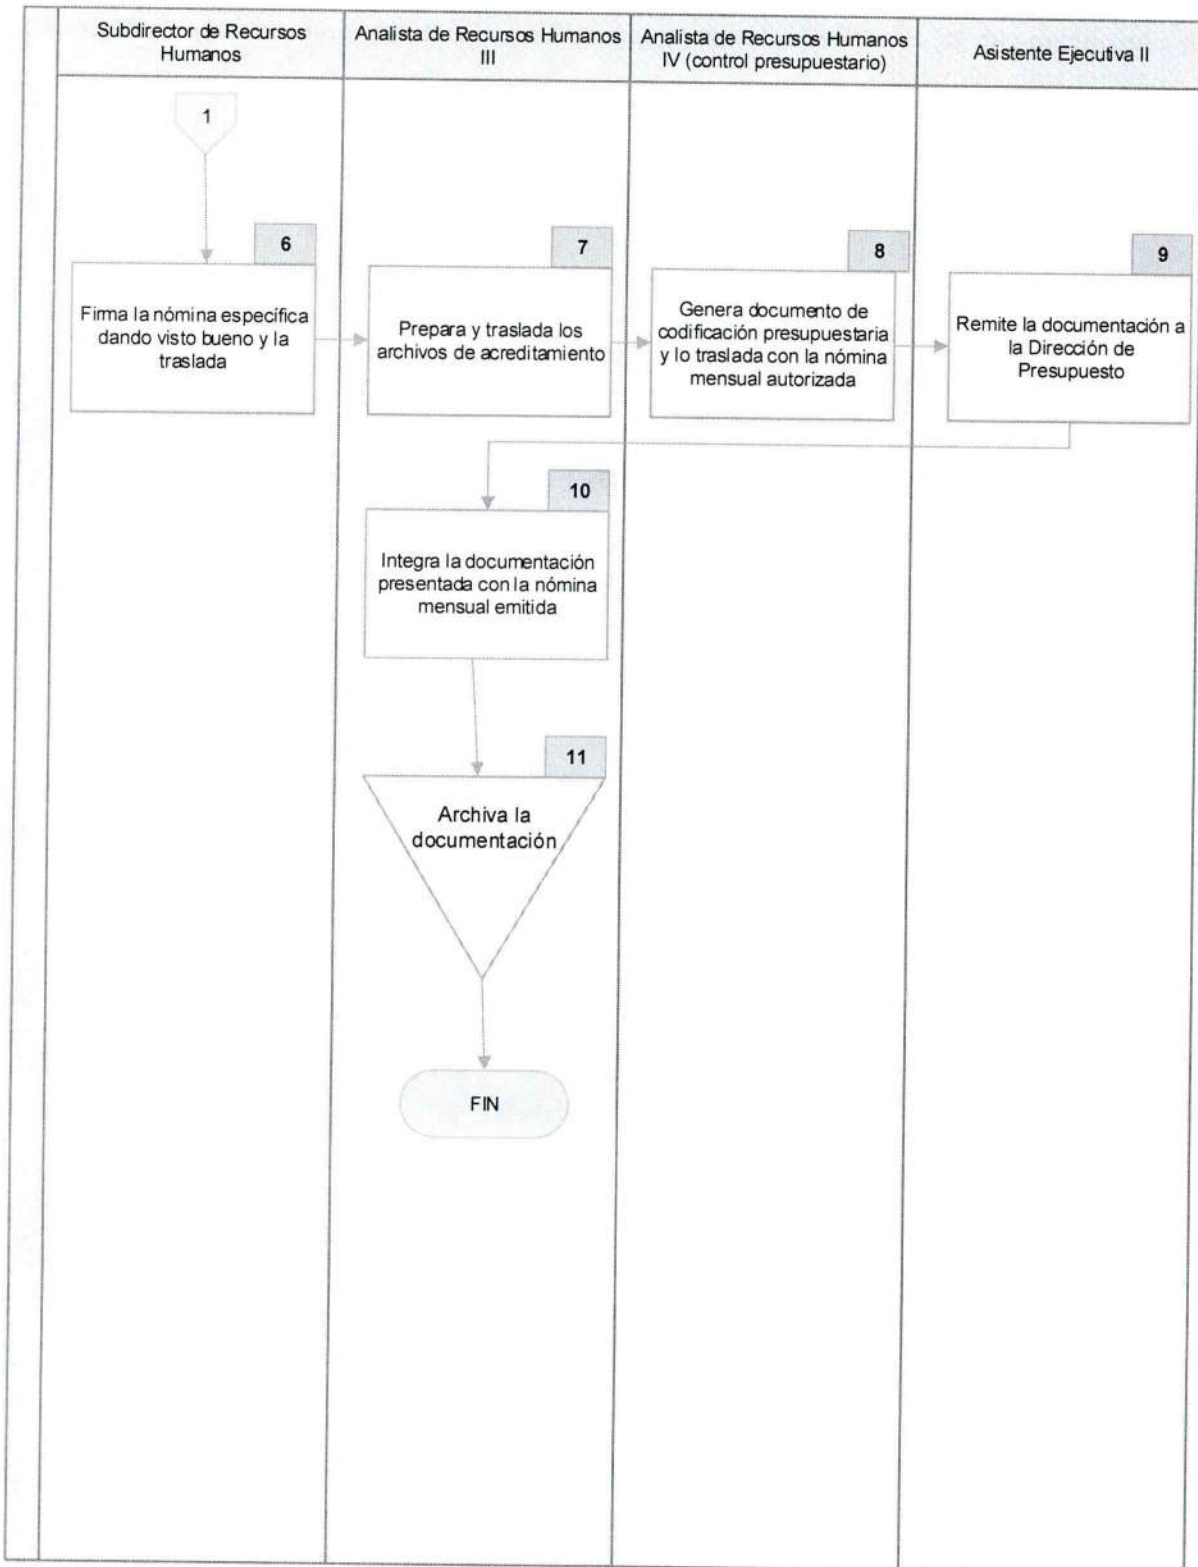 Subdirector de Recursos
Humanos
Analista de Recursos Humanos
III
Analista de Recursos Humanos
IV (control presupuestario)
Asistente Ejecutiva II
1
6
Firma la nómina específica
dando visto bueno y la
traslada
7
Prepara y traslada los
archivos de acreditamiento
8
Genera documento de
codificación presupuestaria
y lo traslada con la nómina
mensual autorizada
9
Remite la documentación a
la Dirección de
Presupuesto
10
Integra la documentación
presentada con la nómina
mensual emitida
11
Archiva la
documentación
FIN